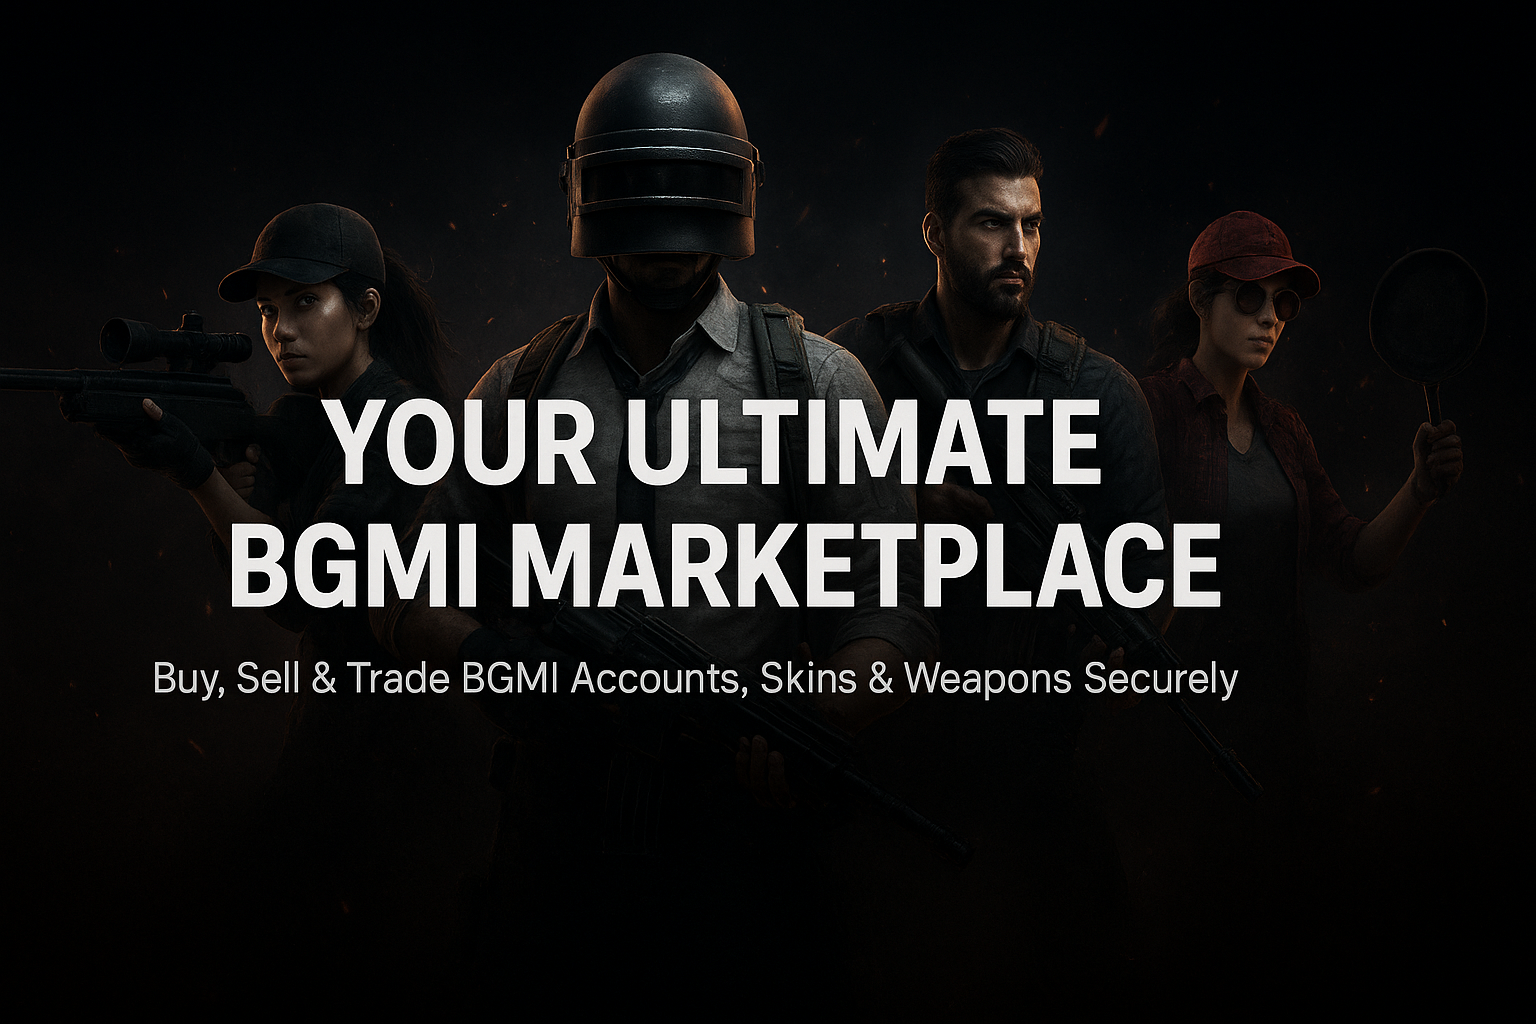 YOUR ULTIMATE
BGMI MARKETPLACE
Buy, Sell & Trade BGMI Accounts, Skins & Weapons Securely